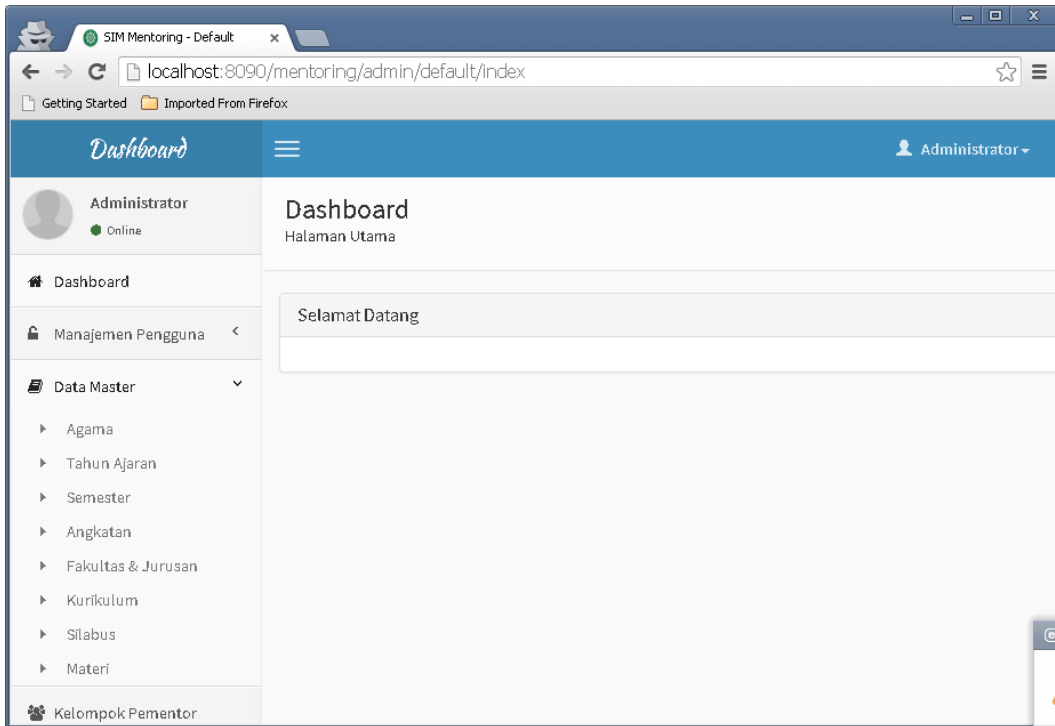 SIM Mentoring - Default
localhost:8090/mentoring/admin/default/index
Getting Started Imported From Firefox
Dashboard
Administrator
Administrator
Online
Dashboard
Halaman Utama
Dashboard
Selamat Datang
Manajemen Pengguna
Data Master
Agama
Tahun Ajaran
Semester
Angkatan
Fakultas & Jurusan
Kurikulum
Silabus
Materi
Kelompok Pementor